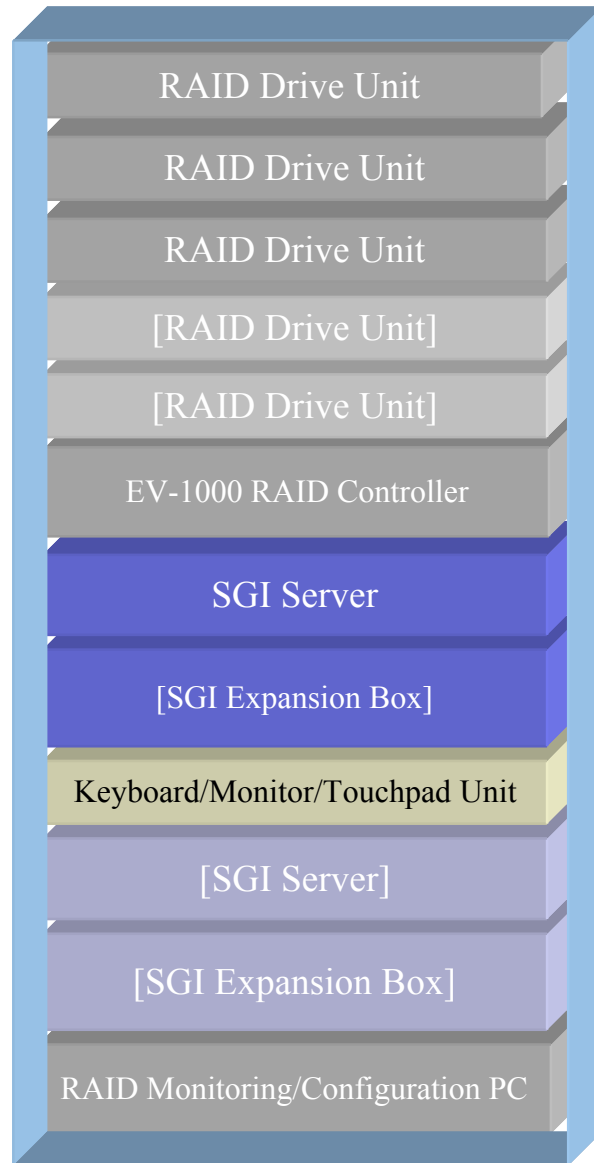 RAID Drive Unit
RAID Drive Unit
RAID Drive Unit
[RAID Drive Unit]
[RAID Drive Unit]
EV-1000 RAID Controller
SGI Server
[SGI Expansion Box]
Keyboard/Monitor/Touchpad Unit
[SGI Server]
[SGI Expansion Box]
RAID Monitoring/Configuration PC